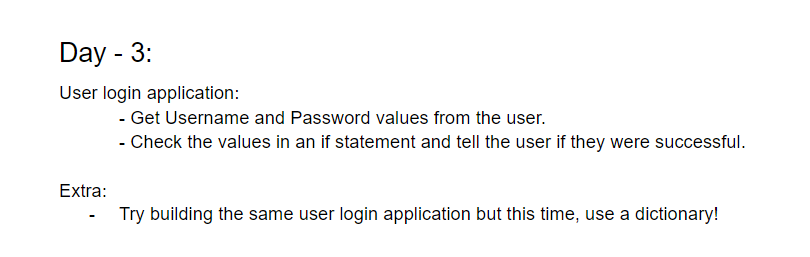 Day - 3:
User login application:
- Get Username and Password values from the user.
- Check the values in an if statement and tell the user if they were successful.
Extra:
- Try building the same user login application but this time, use a dictionary!